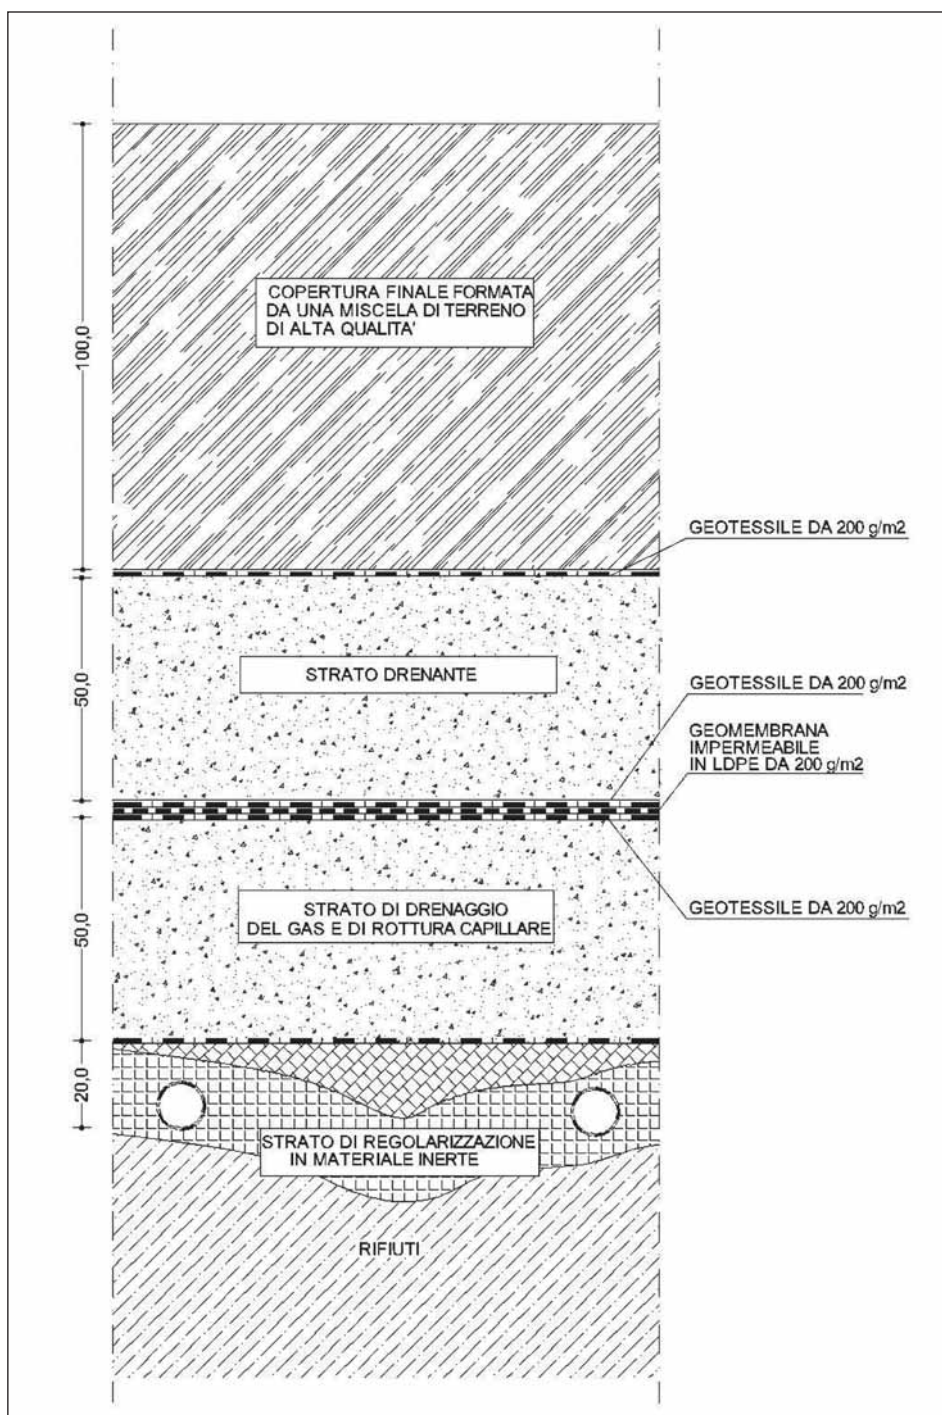 COPERTURA FINALE FORMATA
DA UNA MISCELA DI TERRENO
DI ALTA QUALITA'
100,0
GEOTESSILE DA 200 g/m2
STRATO DRENANTE
50,0
GEOTESSILE DA 200 g/m2
GEOMEMBRANA
IMPERMEABILE
IN LDPE DA 200 g/m2
STRATO DI DRENAGGIO
DEL GAS E DI ROTTURA CAPILLARE
50,0
GEOTESSILE DA 200 g/m2
20,0
STRATO DI REGOLARIZZAZIONE
IN MATERIALE INERTE
RIFIUTI